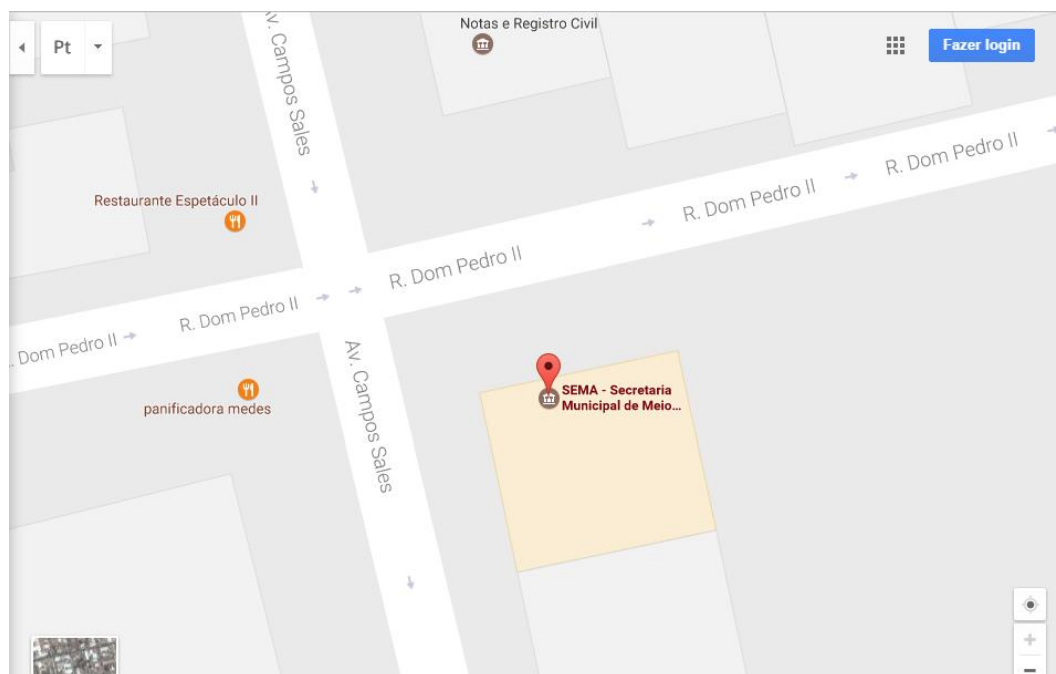 Pt
Av. Campos Sales
Notas e Registro Civil
Fazer login
Restaurante Espetáculo II
R. Dom Pedro II
R. Dom Pedro II
R. Dom Pedro II
R. Dom Pedro II
Dom Pedro II
panificadora medes
Av. Campos Sales
SEMA - Secretaria
Municipal de Meio...